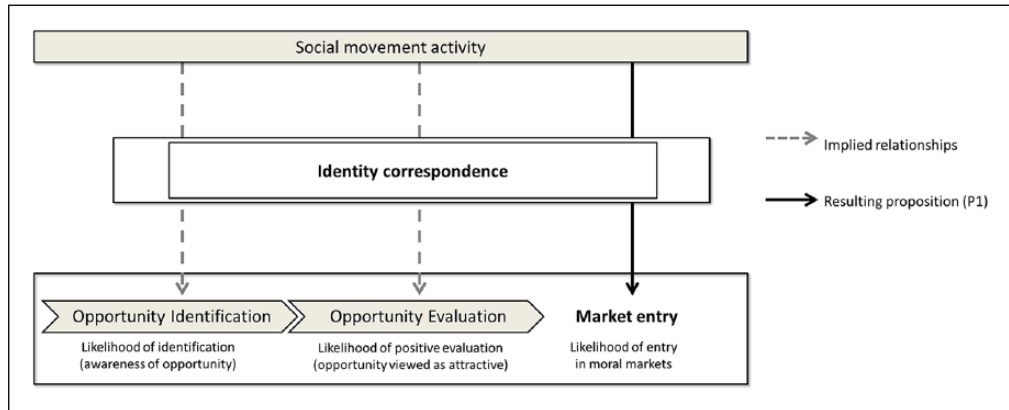 Social movement activity
Identity correspondence
Implied relationships
Resulting proposition (P1)
Opportunity Identification
Opportunity Evaluation
Market entry
Likelihood of identification
(awareness of opportunity)
Likelihood of positive evaluation
(opportunity viewed as attractive)
Likelihood of entry
in moral markets